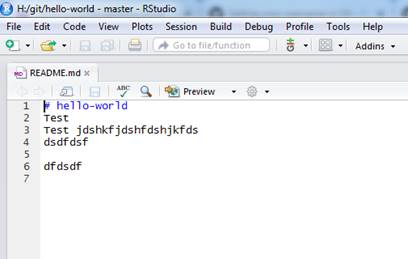 H:/git/hello-world - master - RStudio
File Edit Code View Plots Session Build Debug Profile Tools Help
Go to file/function Addins
README.md
ABC Preview
1 # hello-world
2 Test
3 Test jdshkfjdshfdshjkfds
4 dsdfdsf
5
6 dfdsdf
7